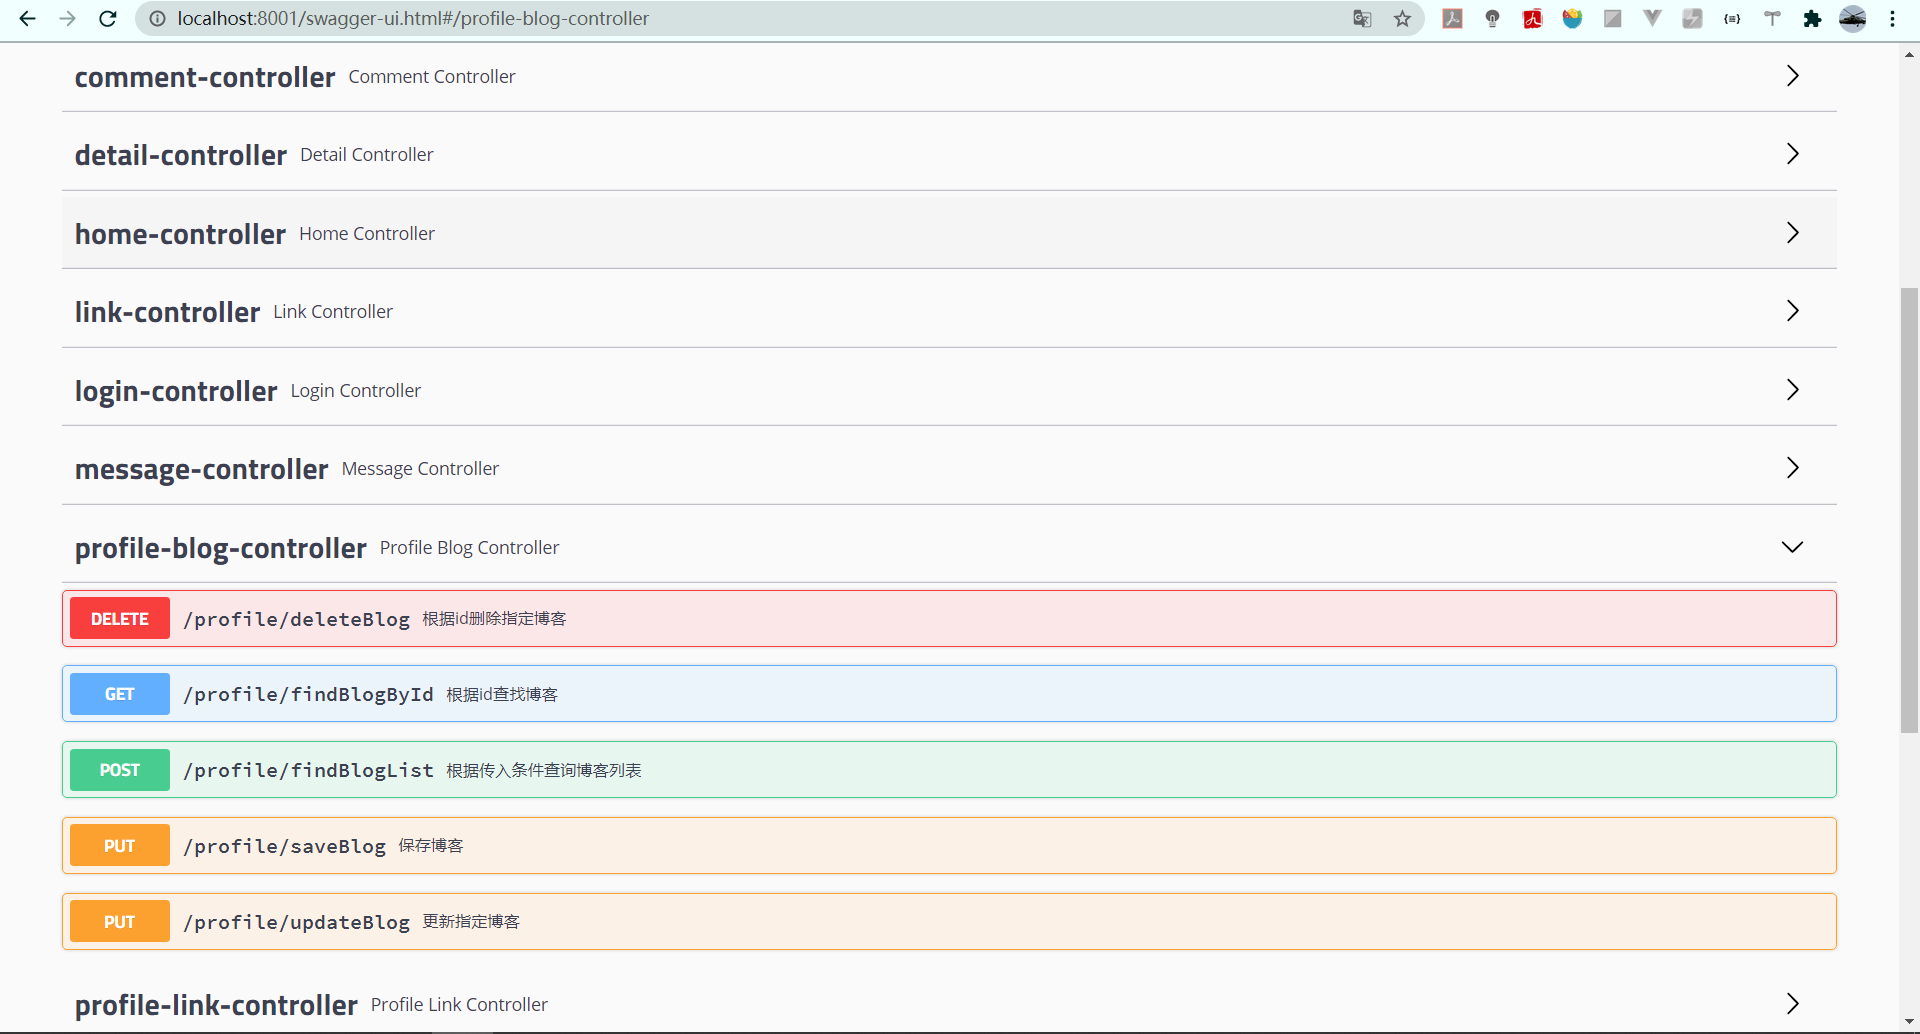 localhost:8001/swagger-ui.html#/profile-blog-controller
comment-controller Comment Controller
detail-controller Detail Controller
home-controller Home Controller
link-controller Link Controller
login-controller Login Controller
message-controller Message Controller
profile-blog-controller Profile Blog Controller
DELETE /profile/deleteBlog 根据id删除指定博客
GET /profile/findBlogById 根据id查找博客
POST /profile/findBlogList 根据传入条件查询博客列表
PUT /profile/saveBlog 保存博客
PUT /profile/updateBlog 更新指定博客
profile-link-controller Profile Link Controller